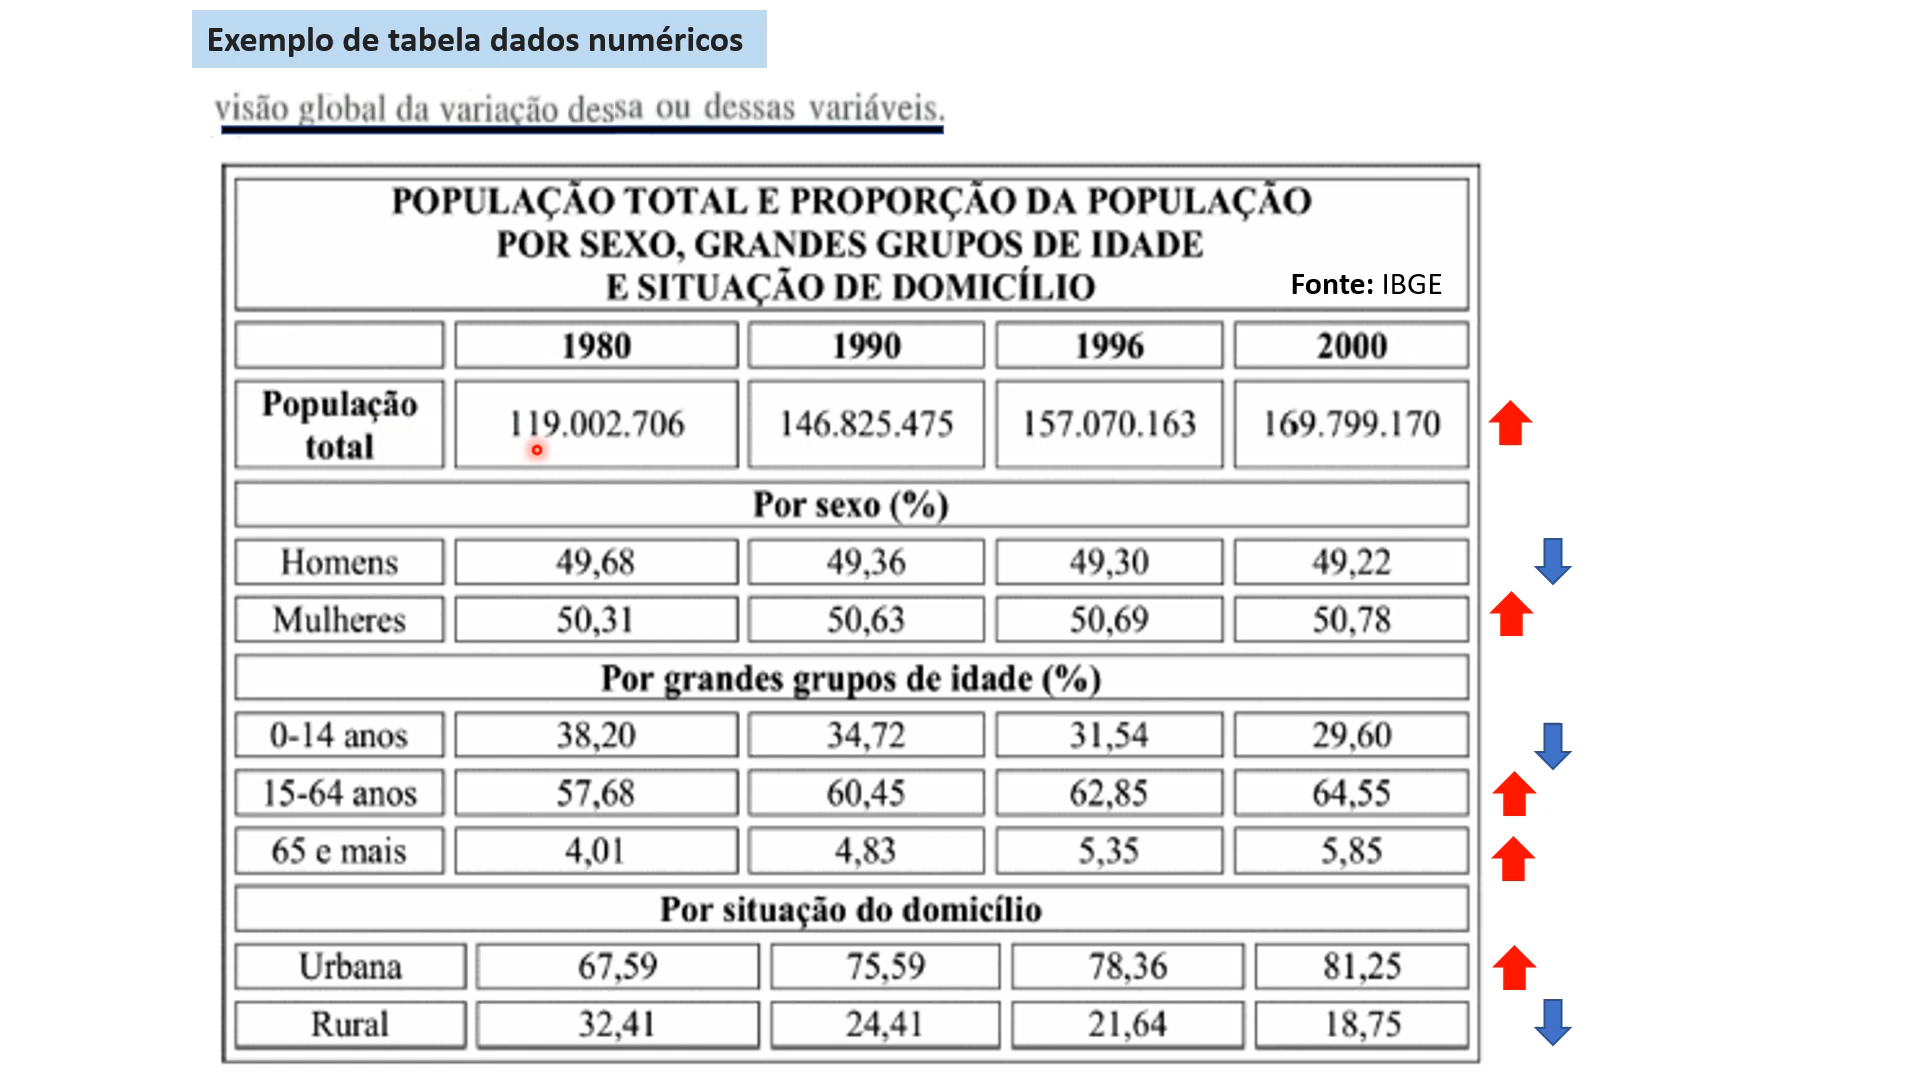 Exemplo de tabela dados numéricos
visão global da variação dessa ou dessas variáveis.
POPULAÇÃO TOTAL E PROPORÇÃO DA POPULAÇÃO
POR SEXO, GRANDES GRUPOS DE IDADE
E SITUAÇÃO DE DOMICÍLIO
Fonte: IBGE
1980 1990 1996 2000
População total 119.002.706 146.825.475 157.070.163 169.799.170
Por sexo (%)
Homens 49,68 49,36 49,30 49,22
Mulheres 50,31 50,63 50,69 50,78
Por grandes grupos de idade (%)
0-14 anos 38,20 34,72 31,54 29,60
15-64 anos 57,68 60,45 62,85 64,55
65 e mais 4,01 4,83 5,35 5,85
Por situação do domicílio
Urbana 67,59 75,59 78,36 81,25
Rural 32,41 24,41 21,64 18,75